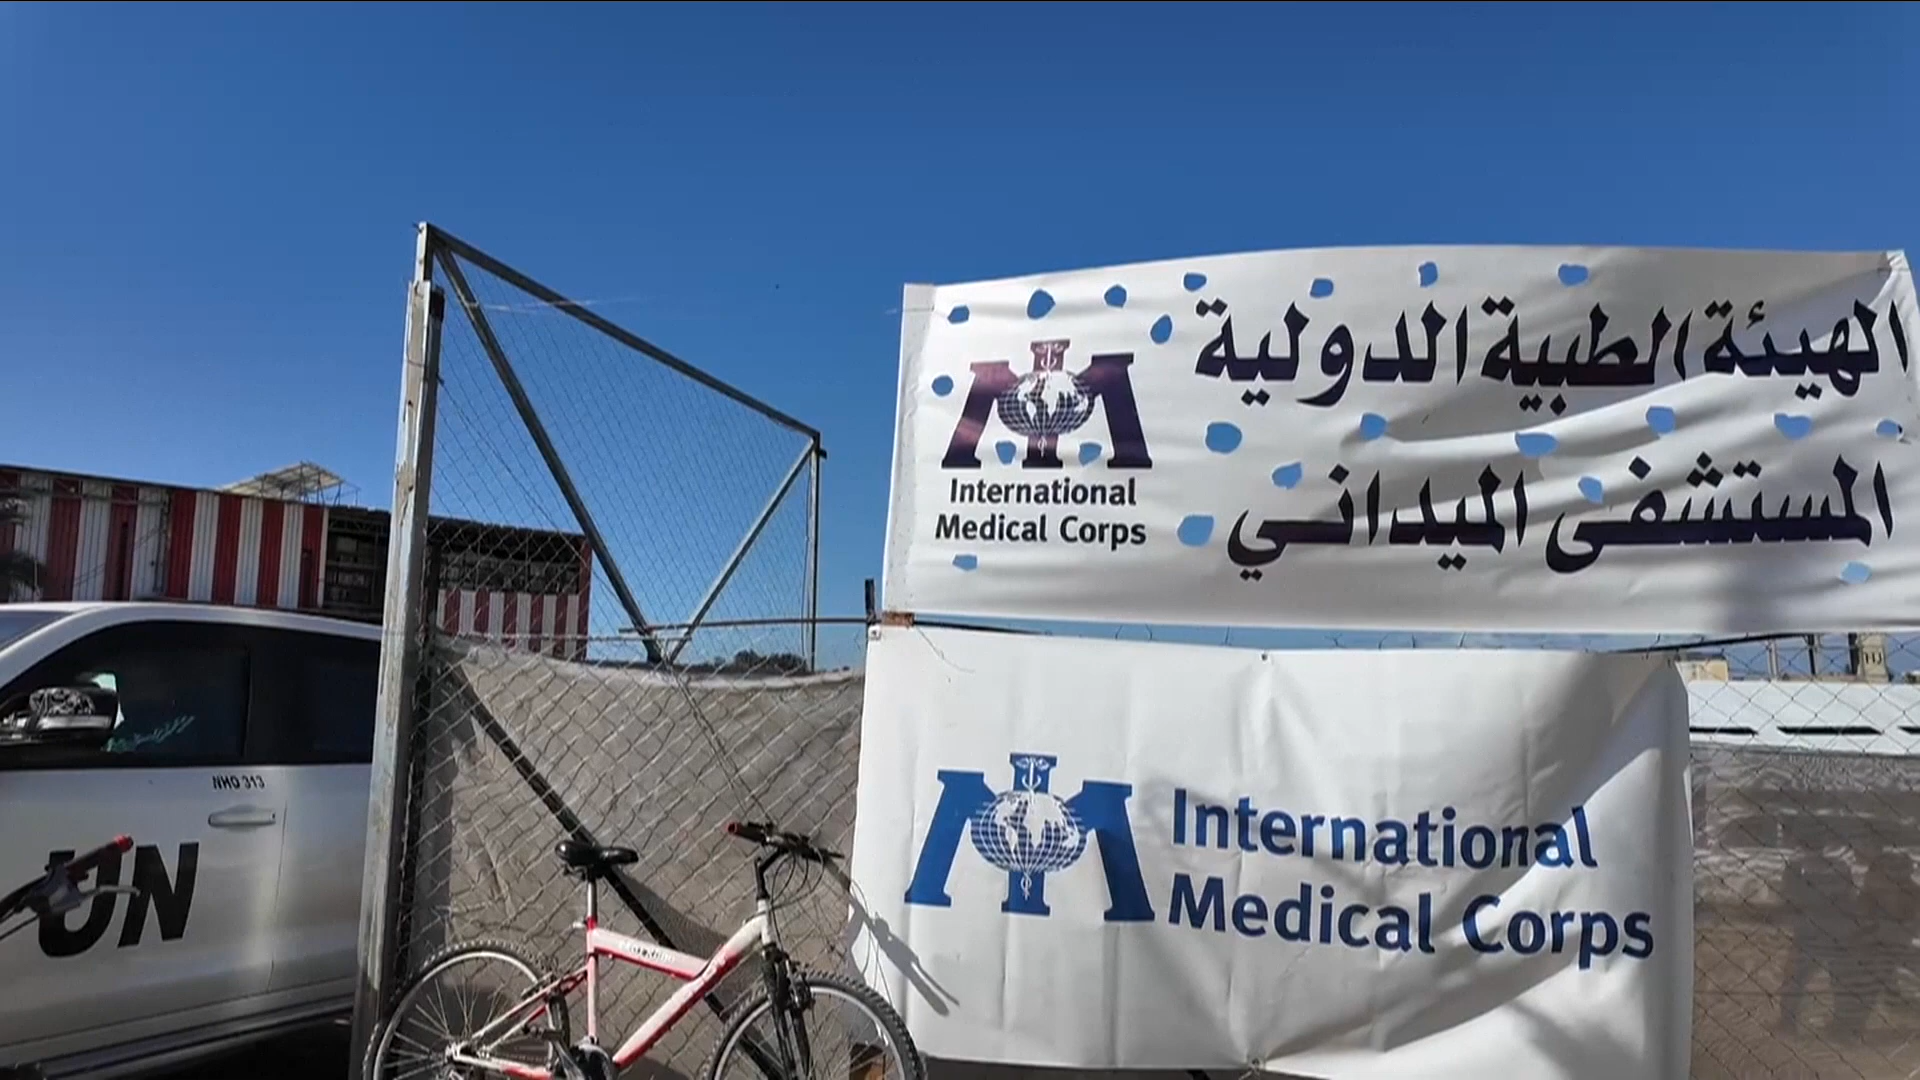 الهيئة الطبية الدولية
المستشفى الميداني
International
Medical Corps
International
Medical Corps
NHO 313
UN